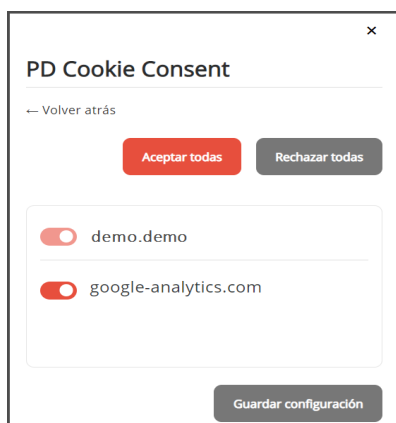 ×
PD Cookie Consent
← Volver atrás
Aceptar todas Rechazar todas
demo.demo
google-analytics.com
Guardar configuración